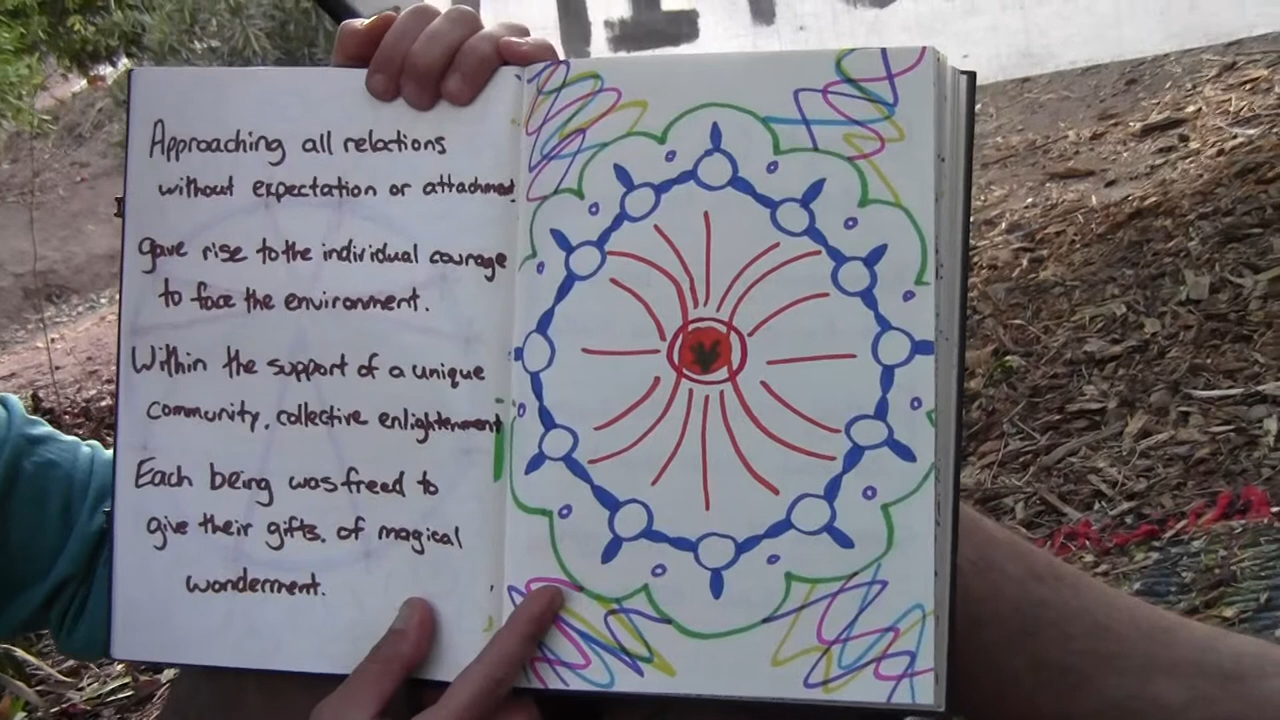 Approaching all relations
without expectation or attachment
gave rise to the individual courage
to face the environment.
Within the support of a unique
community, collective enlightenment
Each being was freed to
give their gifts, of magical
wonderment.